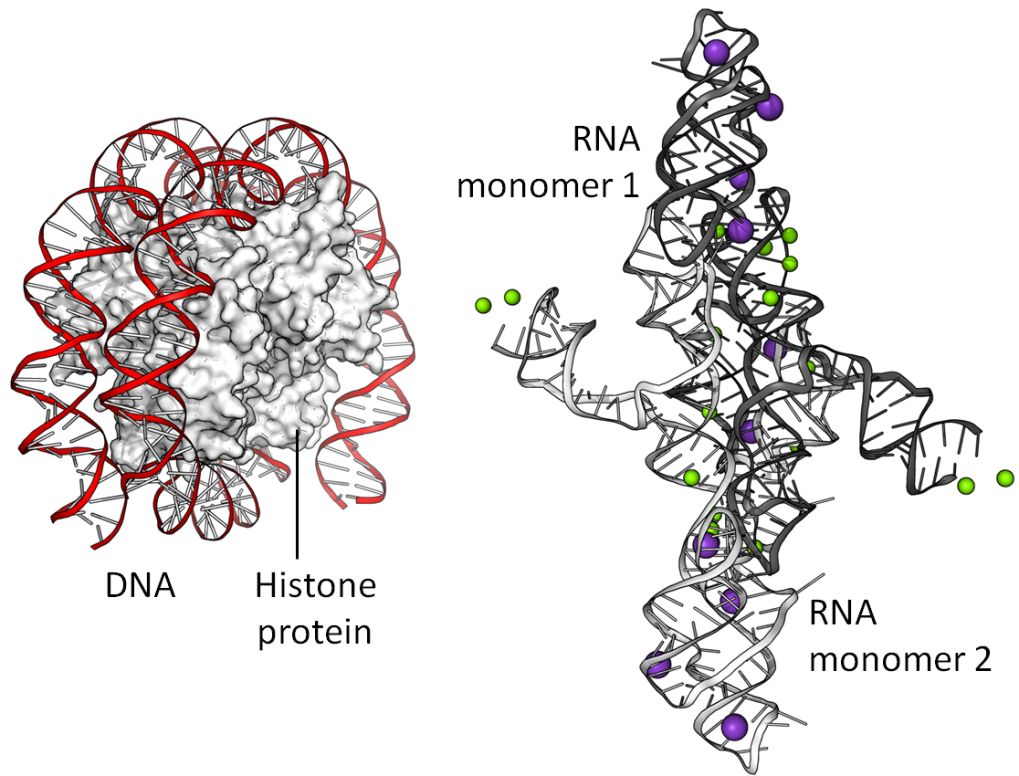 DNA
Histone
protein
RNA
monomer 1
RNA
monomer 2